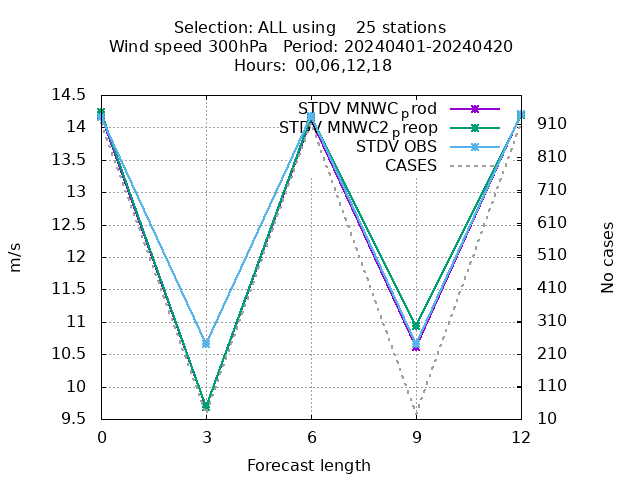 Selection: ALL using    25 stations
Wind speed 300hPa   Period: 20240401-20240420
Hours: 00,06,12,18
STDV MNWC_prod
STDV MNWC2_preop
STDV OBS
CASES
14.5
14
13.5
13
12.5
12
11.5
11
10.5
10
9.5
m/s
910
810
710
610
510
410
310
210
110
10
No cases
0 3 6 9 12
Forecast length